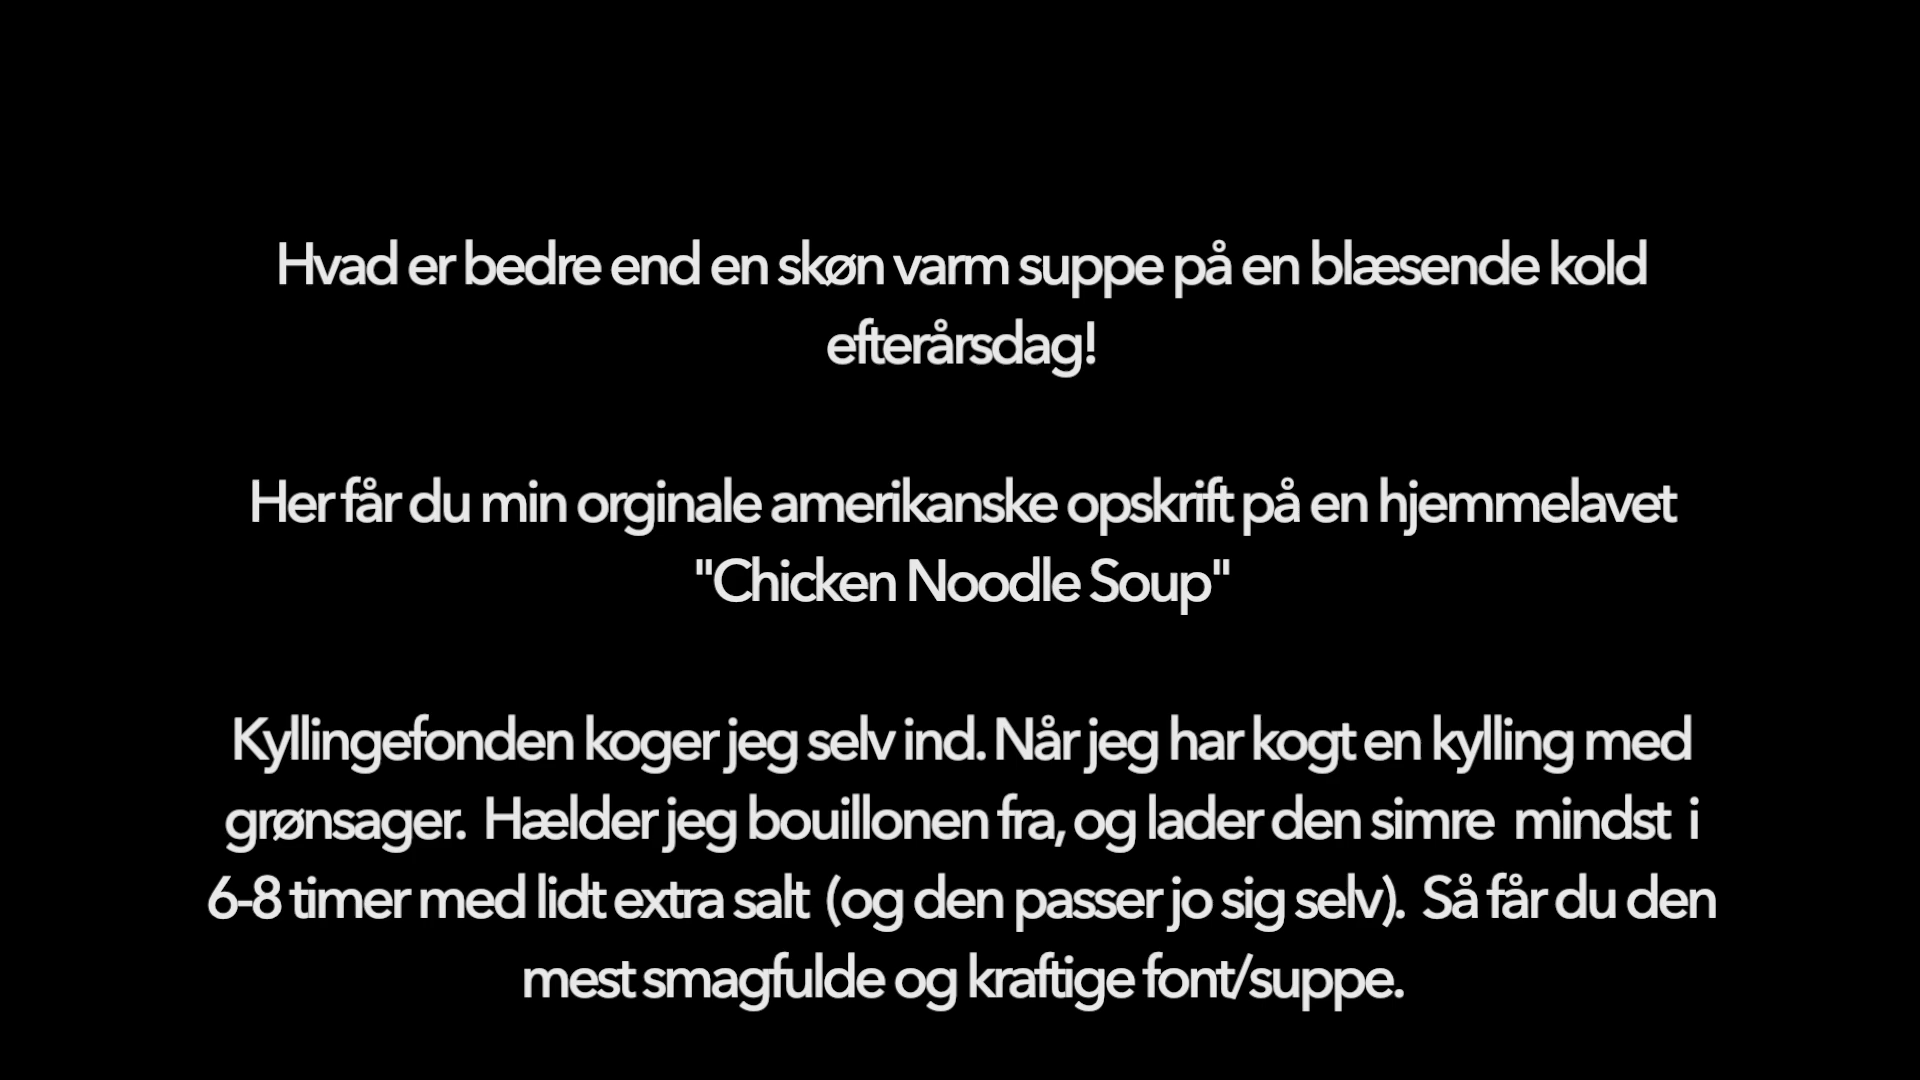 Hvad er bedre end en skøn varm suppe på en blæsende kold
efterårsdag!
Her får du min orginale amerikanske opskrift på en hjemmelavet
"Chicken Noodle Soup"
Kyllingefonden koger jeg selv ind. Når jeg har kogt en kylling med
grønsager. Hælder jeg bouillonen fra, og lader den simre mindst i
6-8 timer med lidt extra salt (og den passer jo sig selv). Så får du den
mest smagfulde og kraftige font/suppe.